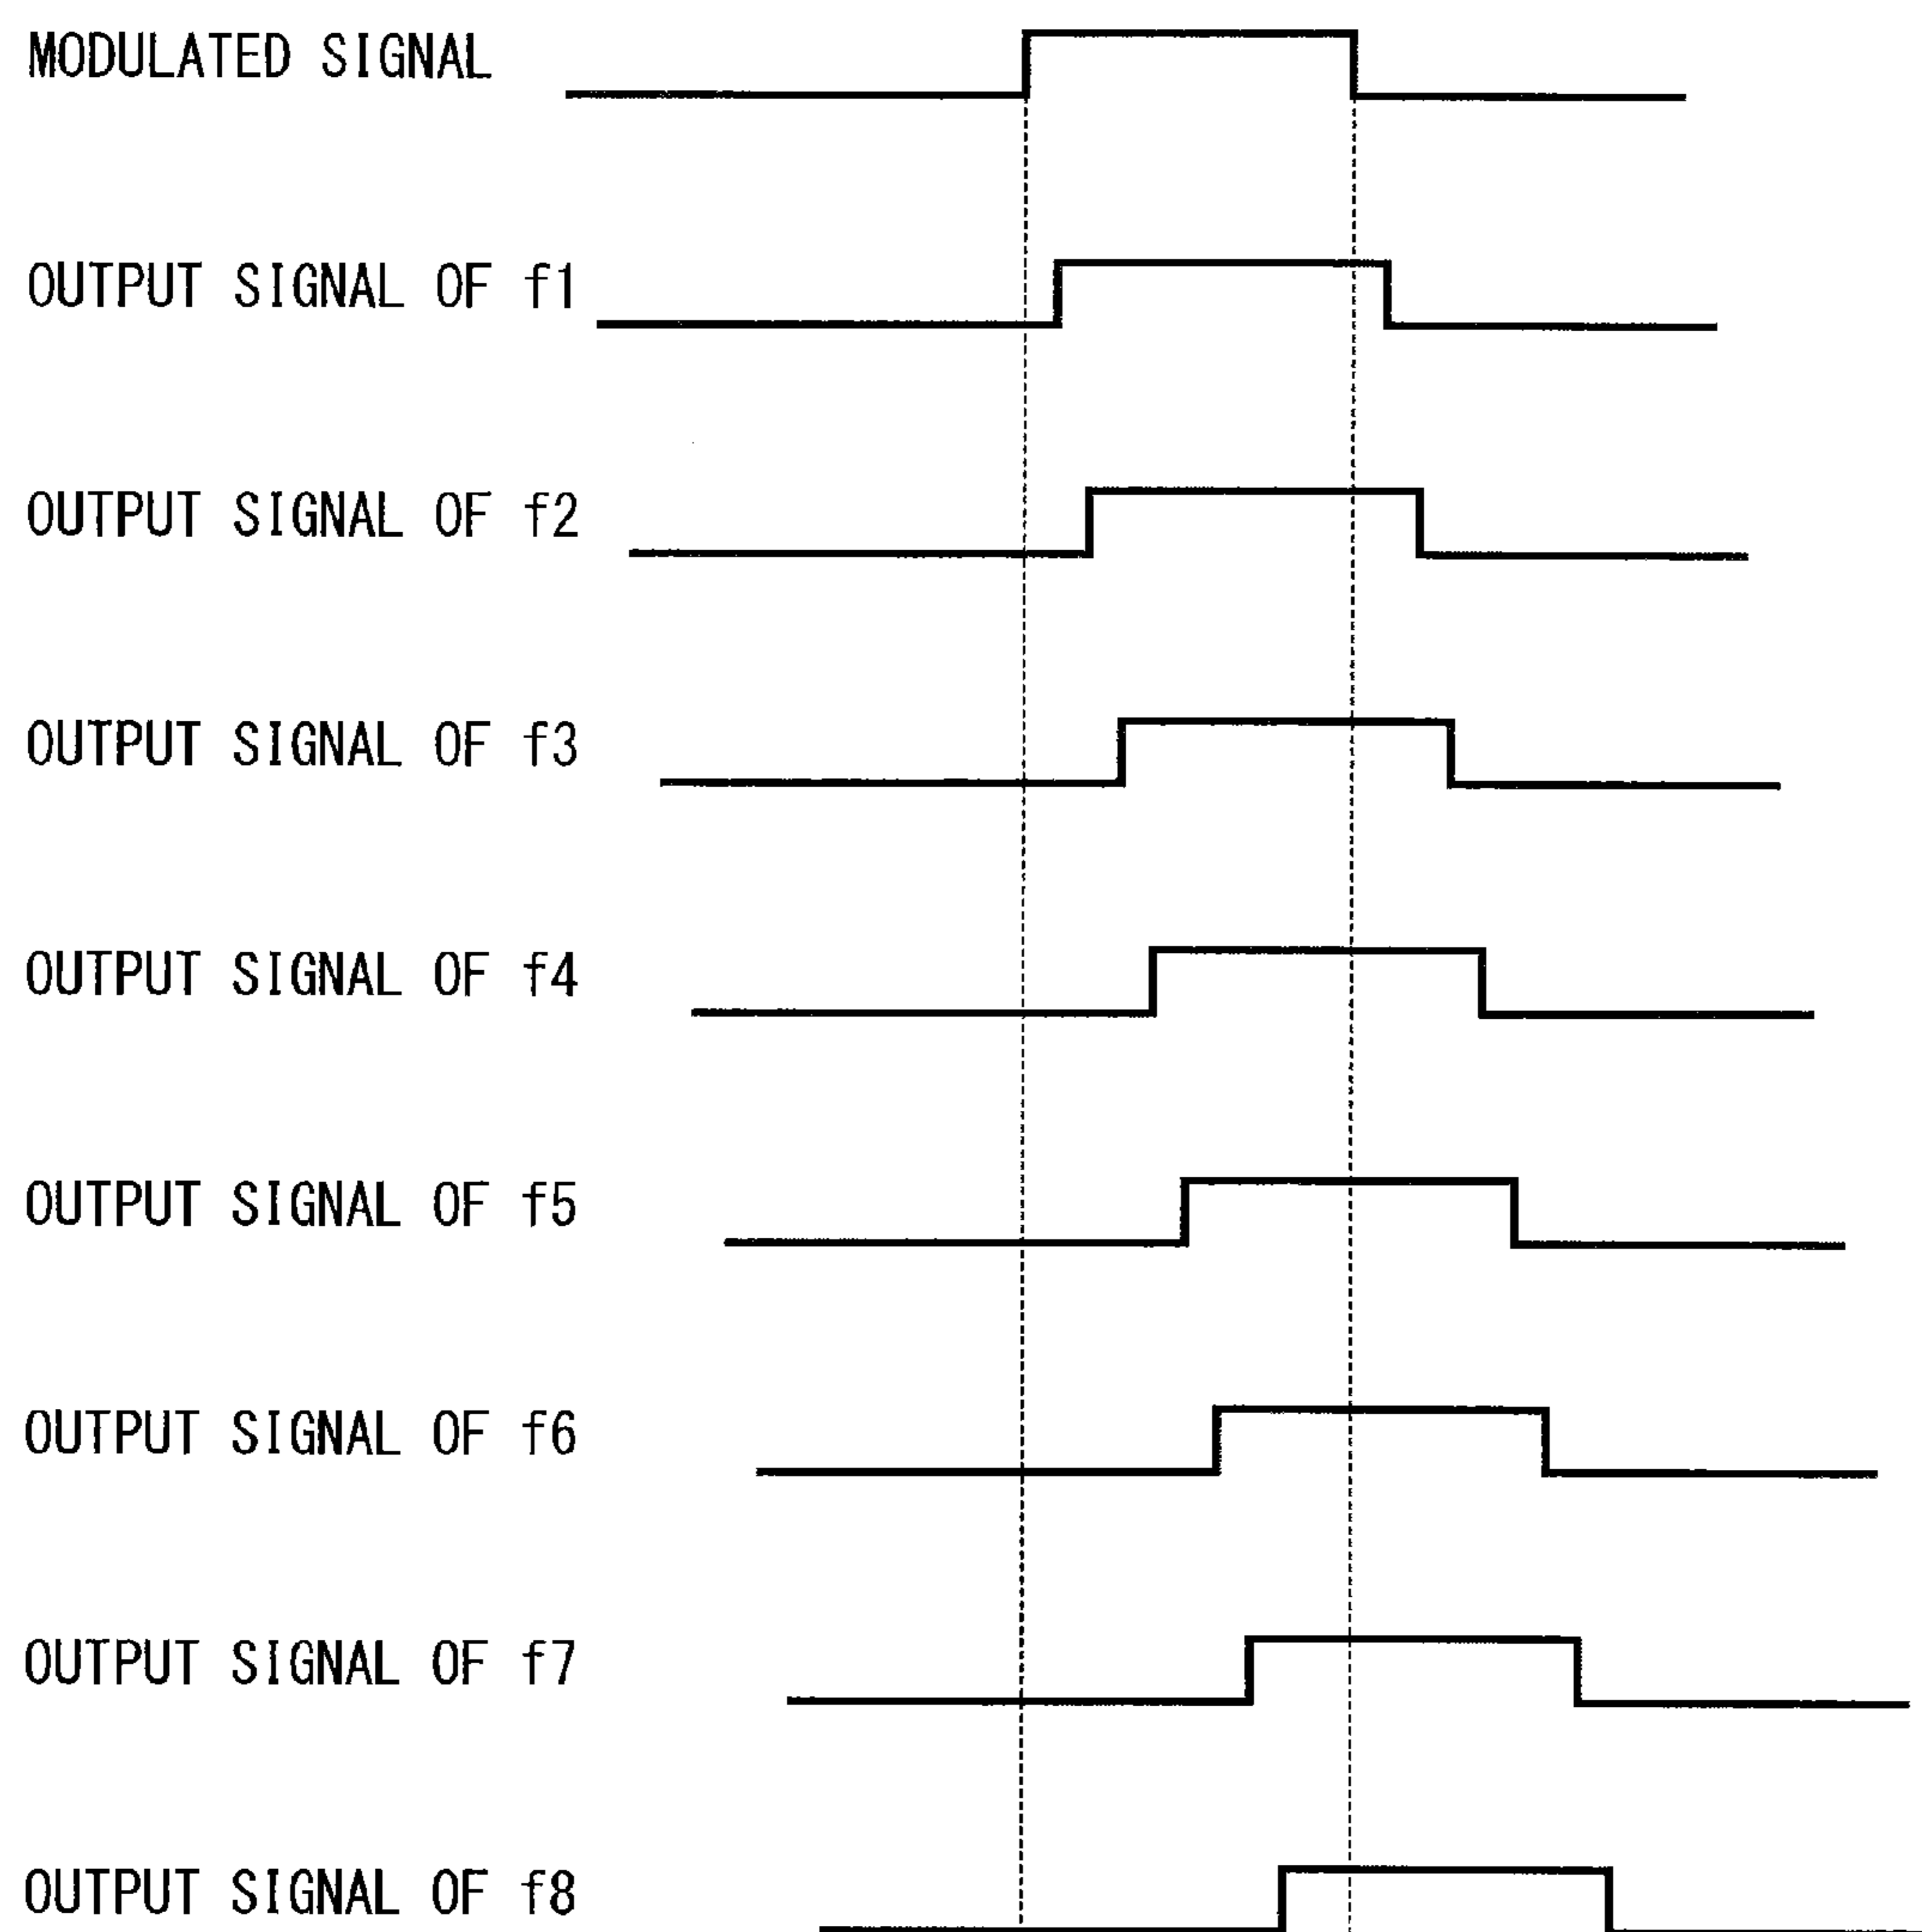 MODULATED SIGNAL
OUTPUT SIGNAL OF f1
OUTPUT SIGNAL OF f2
OUTPUT SIGNAL OF f3
OUTPUT SIGNAL OF f4
OUTPUT SIGNAL OF f5
OUTPUT SIGNAL OF f6
OUTPUT SIGNAL OF f7
OUTPUT SIGNAL OF f8